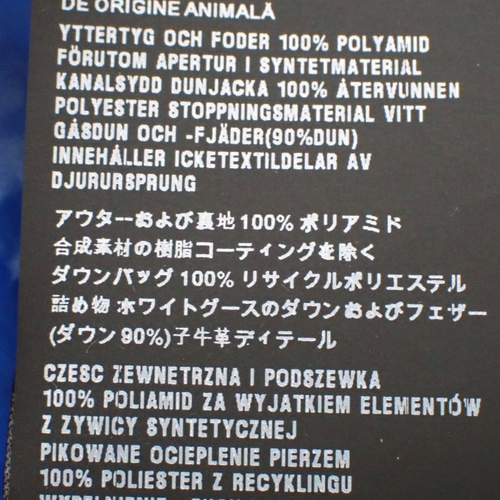 DE ORIGINE ANIMALĂ
YTTERTYG OCH FODER 100% POLYAMID
FÖRUTOM APERTUR I SYNTETMATERIAL
KANALSYDD DUNJACKA 100% ÅTERVUNNEN
POLYESTER STOPPNINGSMATERIAL VITT
GÅSDUN OCH -FJÄDER(90%DUN)
INNEHÅLLER ICKETEXTILDELAR AV
DJURURSPRUNG
アウターおよび裏地100% ポリアミド
合成素材の樹脂コーティングを除く
ダウンバッグ 100% リサイクルポリエステル
詰め物 ホワイトグースのダウンおよびフェザー
(ダウン 90%)子牛革ディテール
CZESC ZEWNETRZNA I PODSZEWKA
100% POLIAMID ZA WYJATKIEM ELEMENTÓW
Z ZYWICY SYNTETYCZNEJ
PIKOWANE OCIEPLENIE PIERZEM
100% POLIESTER Z RECYKLINGU